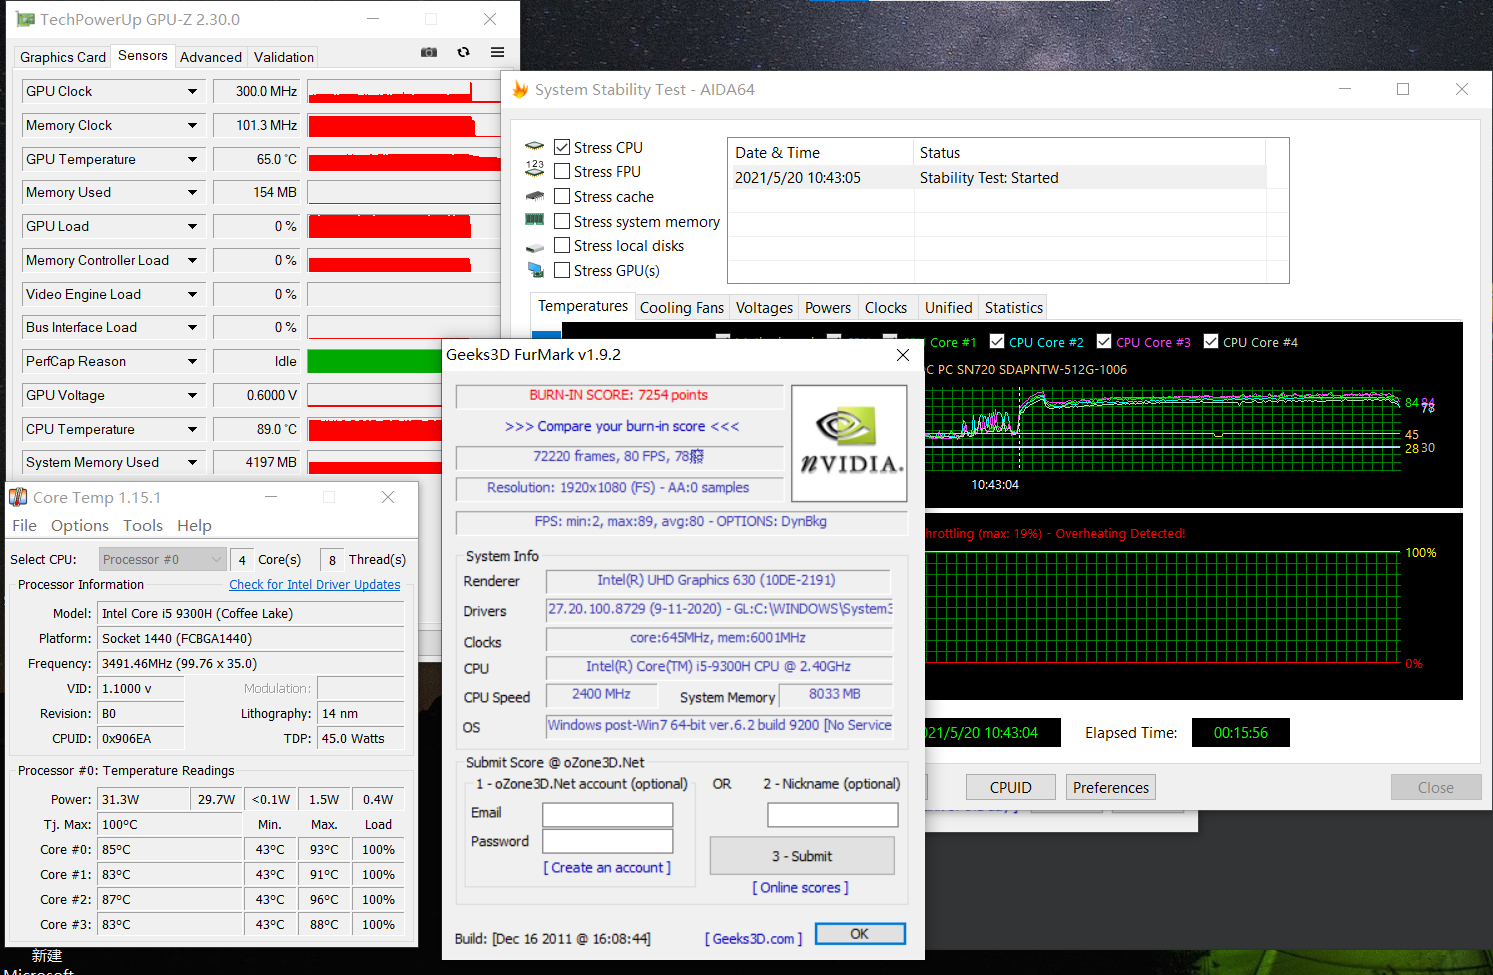 TechPowerUp GPU-Z 2.30.0
Graphics Card
Sensors
Advanced
Validation
GPU Clock
300.0 MHz
Memory Clock
101.3 MHz
GPU Temperature
65.0 °C
Memory Used
154 MB
GPU Load
0 %
Memory Controller Load
0 %
Video Engine Load
0 %
Bus Interface Load
0 %
PerfCap Reason
Idle
GPU Voltage
0.6000 V
CPU Temperature
89.0 °C
System Memory Used
4197 MB
System Stability Test - AIDA64
Stress CPU
123
Stress FPU
Stress cache
Stress system memory
Stress local disks
Stress GPU(s)
Date & Time
Status
2021/5/20 10:43:05
Stability Test: Started
Temperatures
Cooling Fans
Voltages
Powers
Clocks
Unified
Statistics
Core #1
CPU Core #2
CPU Core #3
CPU Core #4
C PC SN720 SDAPNTW-512G-1006
84
45
28
30
10:43:04
hrottling (max: 19%) - Overheating Detected!
100%
0%
21/5/20 10:43:04
Elapsed Time:
00:15:56
CPUID
Preferences
Close
Geeks3D FurMark v1.9.2
BURN-IN SCORE: 7254 points
>>> Compare your burn-in score <<<
72220 frames, 80 FPS, 78癈
Resolution: 1920x1080 (FS) - AA:0 samples
FPS: min:2, max:89, avg:80 - OPTIONS: DynBkg
nVIDIA.
System Info
Renderer
Intel(R) UHD Graphics 630 (10DE-2191)
Drivers
27.20.100.8729 (9-11-2020) - GL:C:\WINDOWS\System3
Clocks
core:645MHz, mem:6001MHz
CPU
Intel(R) Core(TM) i5-9300H CPU @ 2.40GHz
CPU Speed
2400 MHz
System Memory
8033 MB
OS
Windows post-Win7 64-bit ver.6.2 build 9200 [No Service
Submit Score @ oZone3D.Net
1 - oZone3D.Net account (optional)
OR
2 - Nickname (optional)
Email
Password
[ Create an account ]
3 - Submit
[ Online scores ]
Build: [Dec 16 2011 @ 16:08:44]
[ Geeks3D.com ]
OK
Core Temp 1.15.1
File
Options
Tools
Help
Select CPU:
Processor #0
4
Core(s)
8
Thread(s)
Processor Information
Check for Intel Driver Updates
Model:
Intel Core i5 9300H (Coffee Lake)
Platform:
Socket 1440 (FCBGA1440)
Frequency:
3491.46MHz (99.76 x 35.0)
VID:
1.1000 v
Modulation:
Revision:
B0
Lithography:
14 nm
CPUID:
0x906EA
TDP:
45.0 Watts
Processor #0: Temperature Readings
Power:
31.3W
29.7W
<0.1W
1.5W
0.4W
Tj. Max:
100°C
Min.
Max.
Load
Core #0:
85°C
43°C
93°C
100%
Core #1:
83°C
43°C
91°C
100%
Core #2:
87°C
43°C
96°C
100%
Core #3:
83°C
43°C
88°C
100%
新建
Microsoft